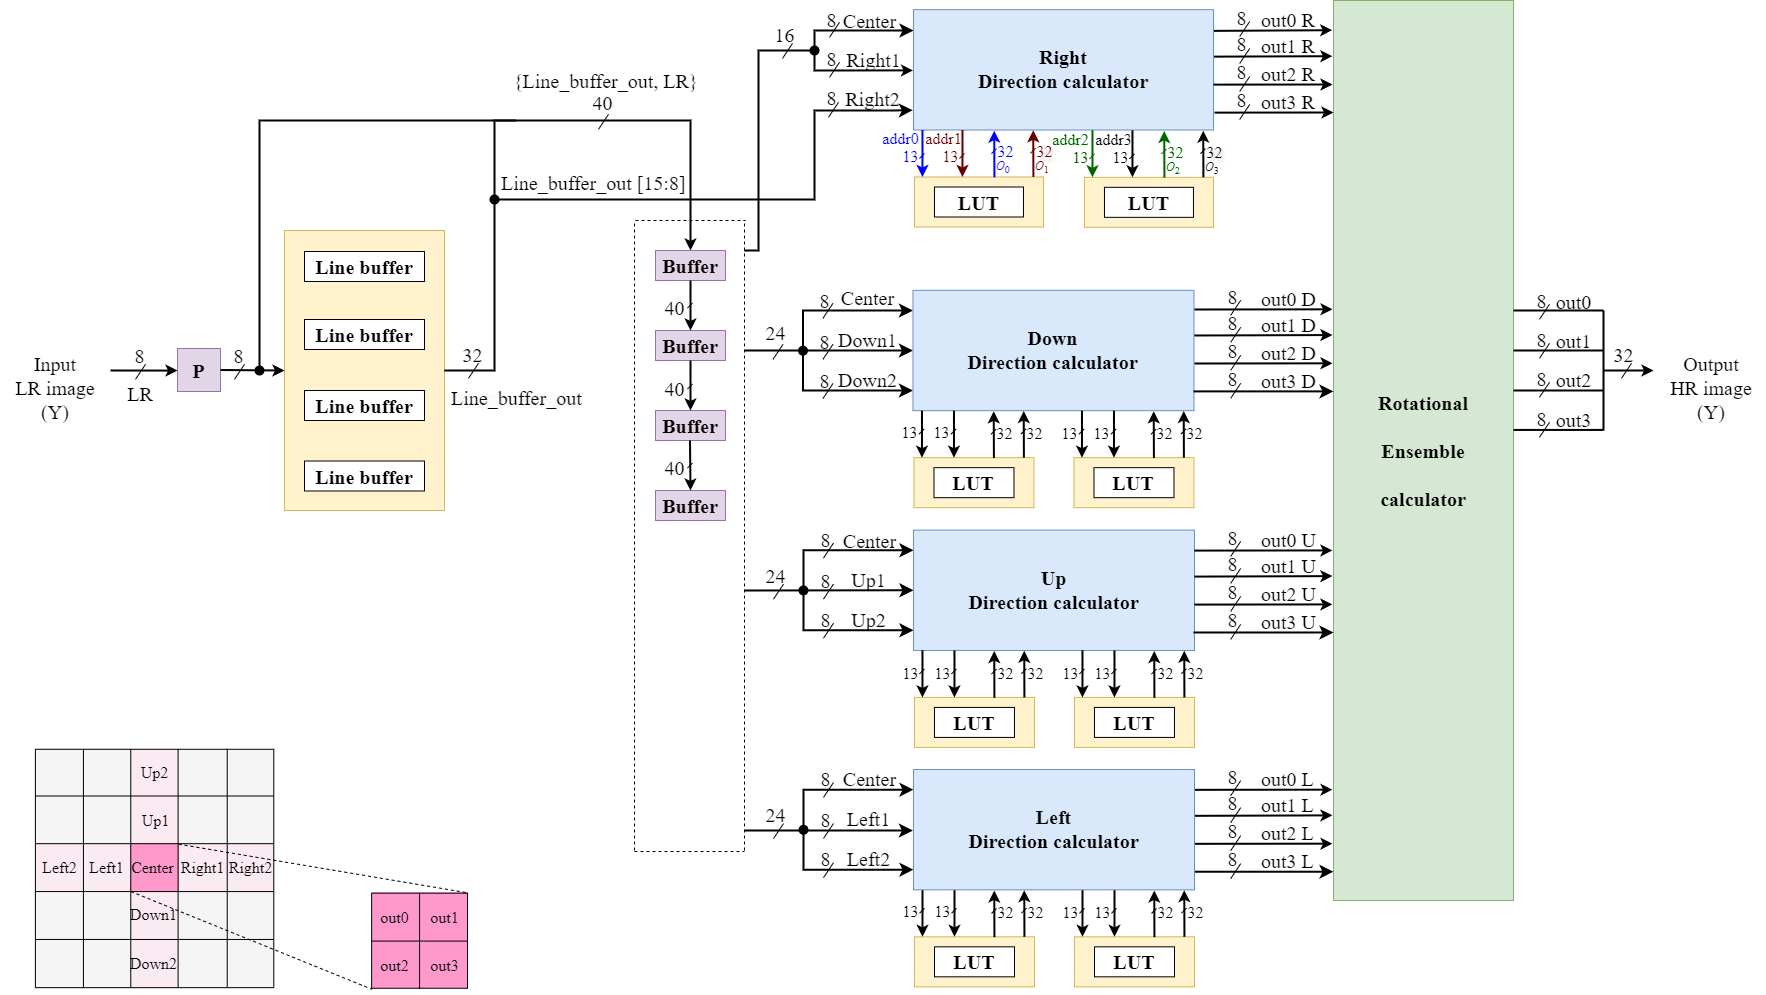 Input
LR image
(Y)
8
LR
P
8
Line buffer
Line buffer
Line buffer
Line buffer
32
Line_buffer_out
{Line_buffer_out, LR}
40
Line_buffer_out [15:8]
Buffer
40
Buffer
40
Buffer
40
Buffer
16
8 Center
8 Right1
8 Right2
Right
Direction calculator
8 out0 R
8 out1 R
8 out2 R
8 out3 R
addr0
13
addr1
13
32
O0
32
O1
addr2
13
addr3
13
32
O2
32
O3
LUT
LUT
24
8 Center
8 Down1
8 Down2
Down
Direction calculator
8 out0 D
8 out1 D
8 out2 D
8 out3 D
13 13 32 32 13 13 32 32
LUT
LUT
24
8 Center
8 Up1
8 Up2
Up
Direction calculator
8 out0 U
8 out1 U
8 out2 U
8 out3 U
13 13 32 32 13 13 32 32
LUT
LUT
24
8 Center
8 Left1
8 Left2
Left
Direction calculator
8 out0 L
8 out1 L
8 out2 L
8 out3 L
13 13 32 32 13 13 32 32
LUT
LUT
Rotational
Ensemble
calculator
8 out0
8 out1
8 out2
8 out3
32
Output
HR image
(Y)
Up2
Up1
Left2 Left1 Center Right1 Right2
Down1
Down2
out0 out1
out2 out3